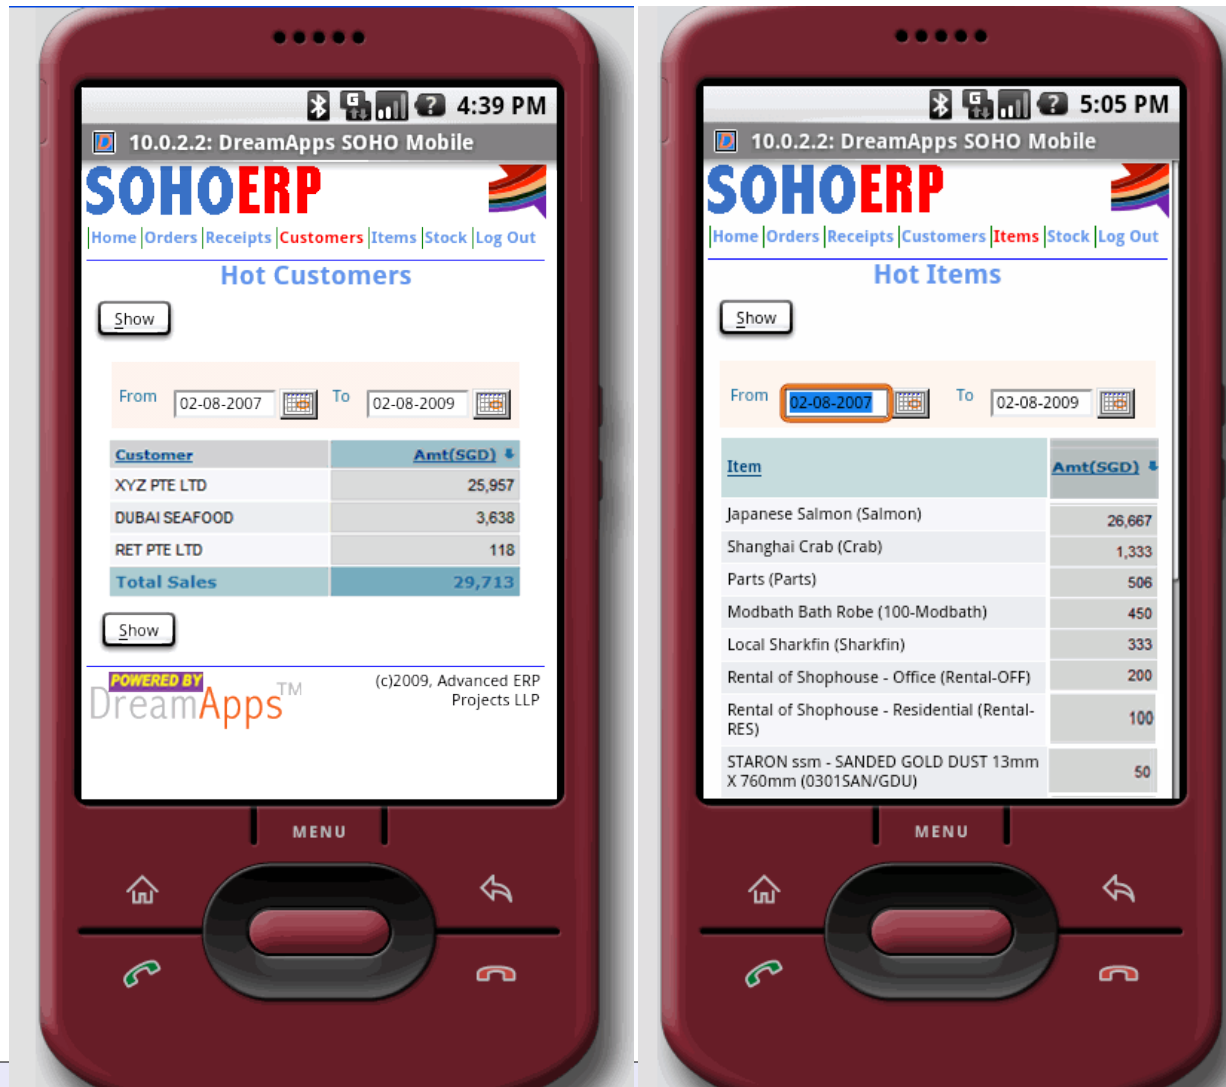 4:39 PM
10.0.2.2: DreamApps SOHO Mobile
SOHOERP
Home Orders Receipts Customers Items Stock Log Out
Hot Customers
Show
From 02-08-2007 To 02-08-2009
Customer Amt(SGD)
XYZ PTE LTD 25,957
DUBAI SEAFOOD 3,638
RET PTE LTD 118
Total Sales 29,713
Show
POWERED BY
DreamApps™
(c)2009, Advanced ERP
Projects LLP
MENU
5:05 PM
10.0.2.2: DreamApps SOHO Mobile
SOHOERP
Home Orders Receipts Customers Items Stock Log Out
Hot Items
Show
From 02-08-2007 To 02-08-2009
Item Amt(SGD)
Japanese Salmon (Salmon) 26,667
Shanghai Crab (Crab) 1,333
Parts (Parts) 506
Modbath Bath Robe (100-Modbath) 450
Local Sharkfin (Sharkfin) 333
Rental of Shophouse - Office (Rental-OFF) 200
Rental of Shophouse - Residential (Rental-
RES) 100
STARON ssm - SANDED GOLD DUST 13mm
X 760mm (0301SAN/GDU) 50
MENU